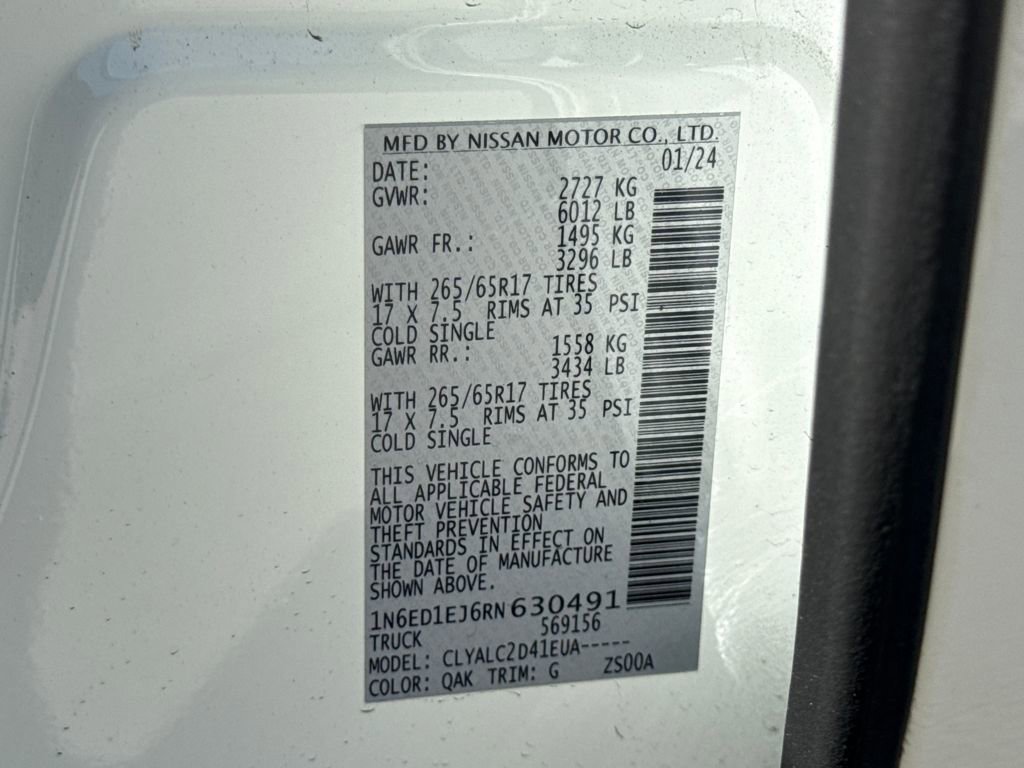 MFD BY NISSAN MOTOR CO., LTD.
DATE: 01/24
GVWR: 2727 KG
6012 LB
GAWR FR.: 1495 KG
3296 LB
WITH 265/65R17 TIRES
17 X 7.5 RIMS AT 35 PSI
COLD SINGLE
GAWR RR.: 1558 KG
3434 LB
WITH 265/65R17 TIRES
17 X 7.5 RIMS AT 35 PSI
COLD SINGLE
THIS VEHICLE CONFORMS TO
ALL APPLICABLE FEDERAL
MOTOR VEHICLE SAFETY AND
THEFT PREVENTION
STANDARDS IN EFFECT ON
THE DATE OF MANUFACTURE
SHOWN ABOVE.
1N6ED1EJ6RN630491
TRUCK 569156
MODEL: CLYALC2D41EUA-----
COLOR: QAK TRIM: G ZS00A